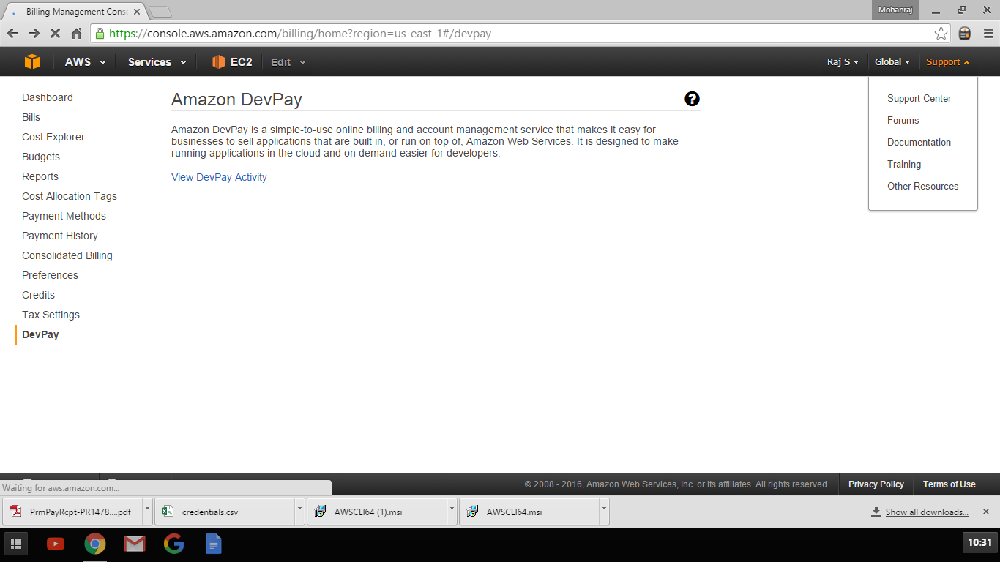 Billing Management Conso
Mohanraj
https://console.aws.amazon.com/billing/home?region=us-east-1#/devpay
AWS Services EC2 Edit Raj S Global Support
Dashboard
Bills
Cost Explorer
Budgets
Reports
Cost Allocation Tags
Payment Methods
Payment History
Consolidated Billing
Preferences
Credits
Tax Settings
DevPay
Amazon DevPay
?
Amazon DevPay is a simple-to-use online billing and account management service that makes it easy for
businesses to sell applications that are built in, or run on top of, Amazon Web Services. It is designed to make
running applications in the cloud and on demand easier for developers.
View DevPay Activity
Support Center
Forums
Documentation
Training
Other Resources
Waiting for aws.amazon.com...
© 2008 - 2016, Amazon Web Services, Inc. or its affiliates. All rights reserved. Privacy Policy Terms of Use
PrmPayRcpt-PR1478....pdf credentials.csv AWSCLI64 (1).msi AWSCLI64.msi Show all downloads...
10:31